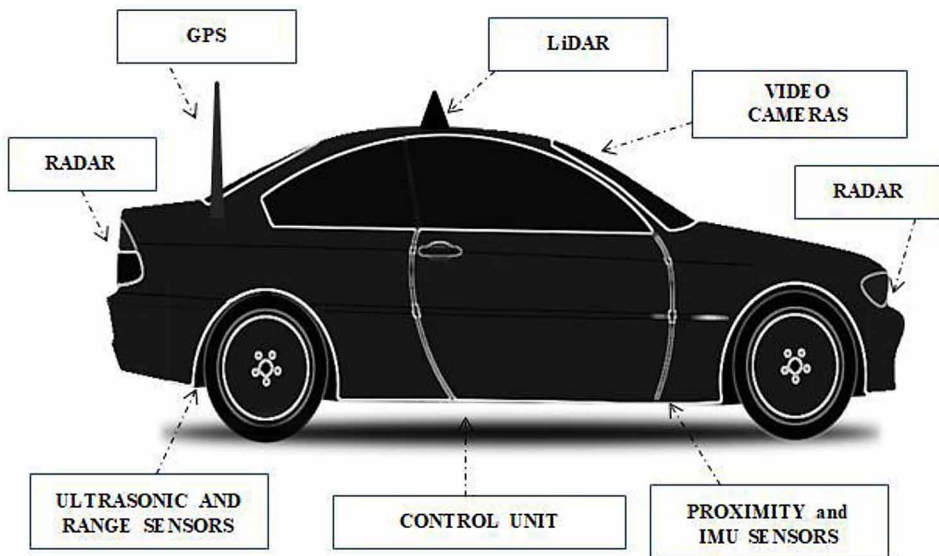 GPS
LiDAR
VIDEO
CAMERAS
RADAR
RADAR
ULTRASONIC AND
RANGE SENSORS
CONTROL UNIT
PROXIMITY and
IMU SENSORS